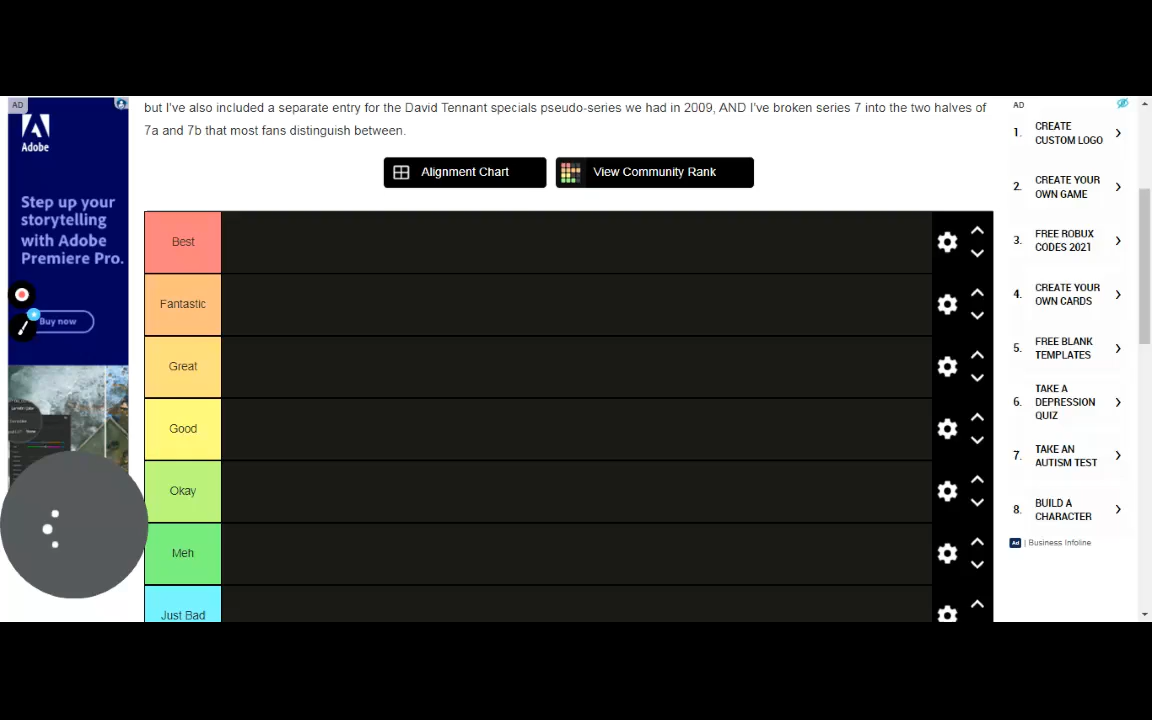 AD
Adobe
Step up your
storytelling
with Adobe
Premiere Pro.
Buy now
but I've also included a separate entry for the David Tennant specials pseudo-series we had in 2009, AND I've broken series 7 into the two halves of
7a and 7b that most fans distinguish between.
Alignment Chart
View Community Rank
Best
Fantastic
Great
Good
Okay
Meh
Just Bad
AD
1. CREATE
CUSTOM LOGO
2. CREATE YOUR
OWN GAME
3. FREE ROBUX
CODES 2021
4. CREATE YOUR
OWN CARDS
5. FREE BLANK
TEMPLATES
6. TAKE A
DEPRESSION
QUIZ
7. TAKE AN
AUTISM TEST
8. BUILD A
CHARACTER
Ad | Business Infoline